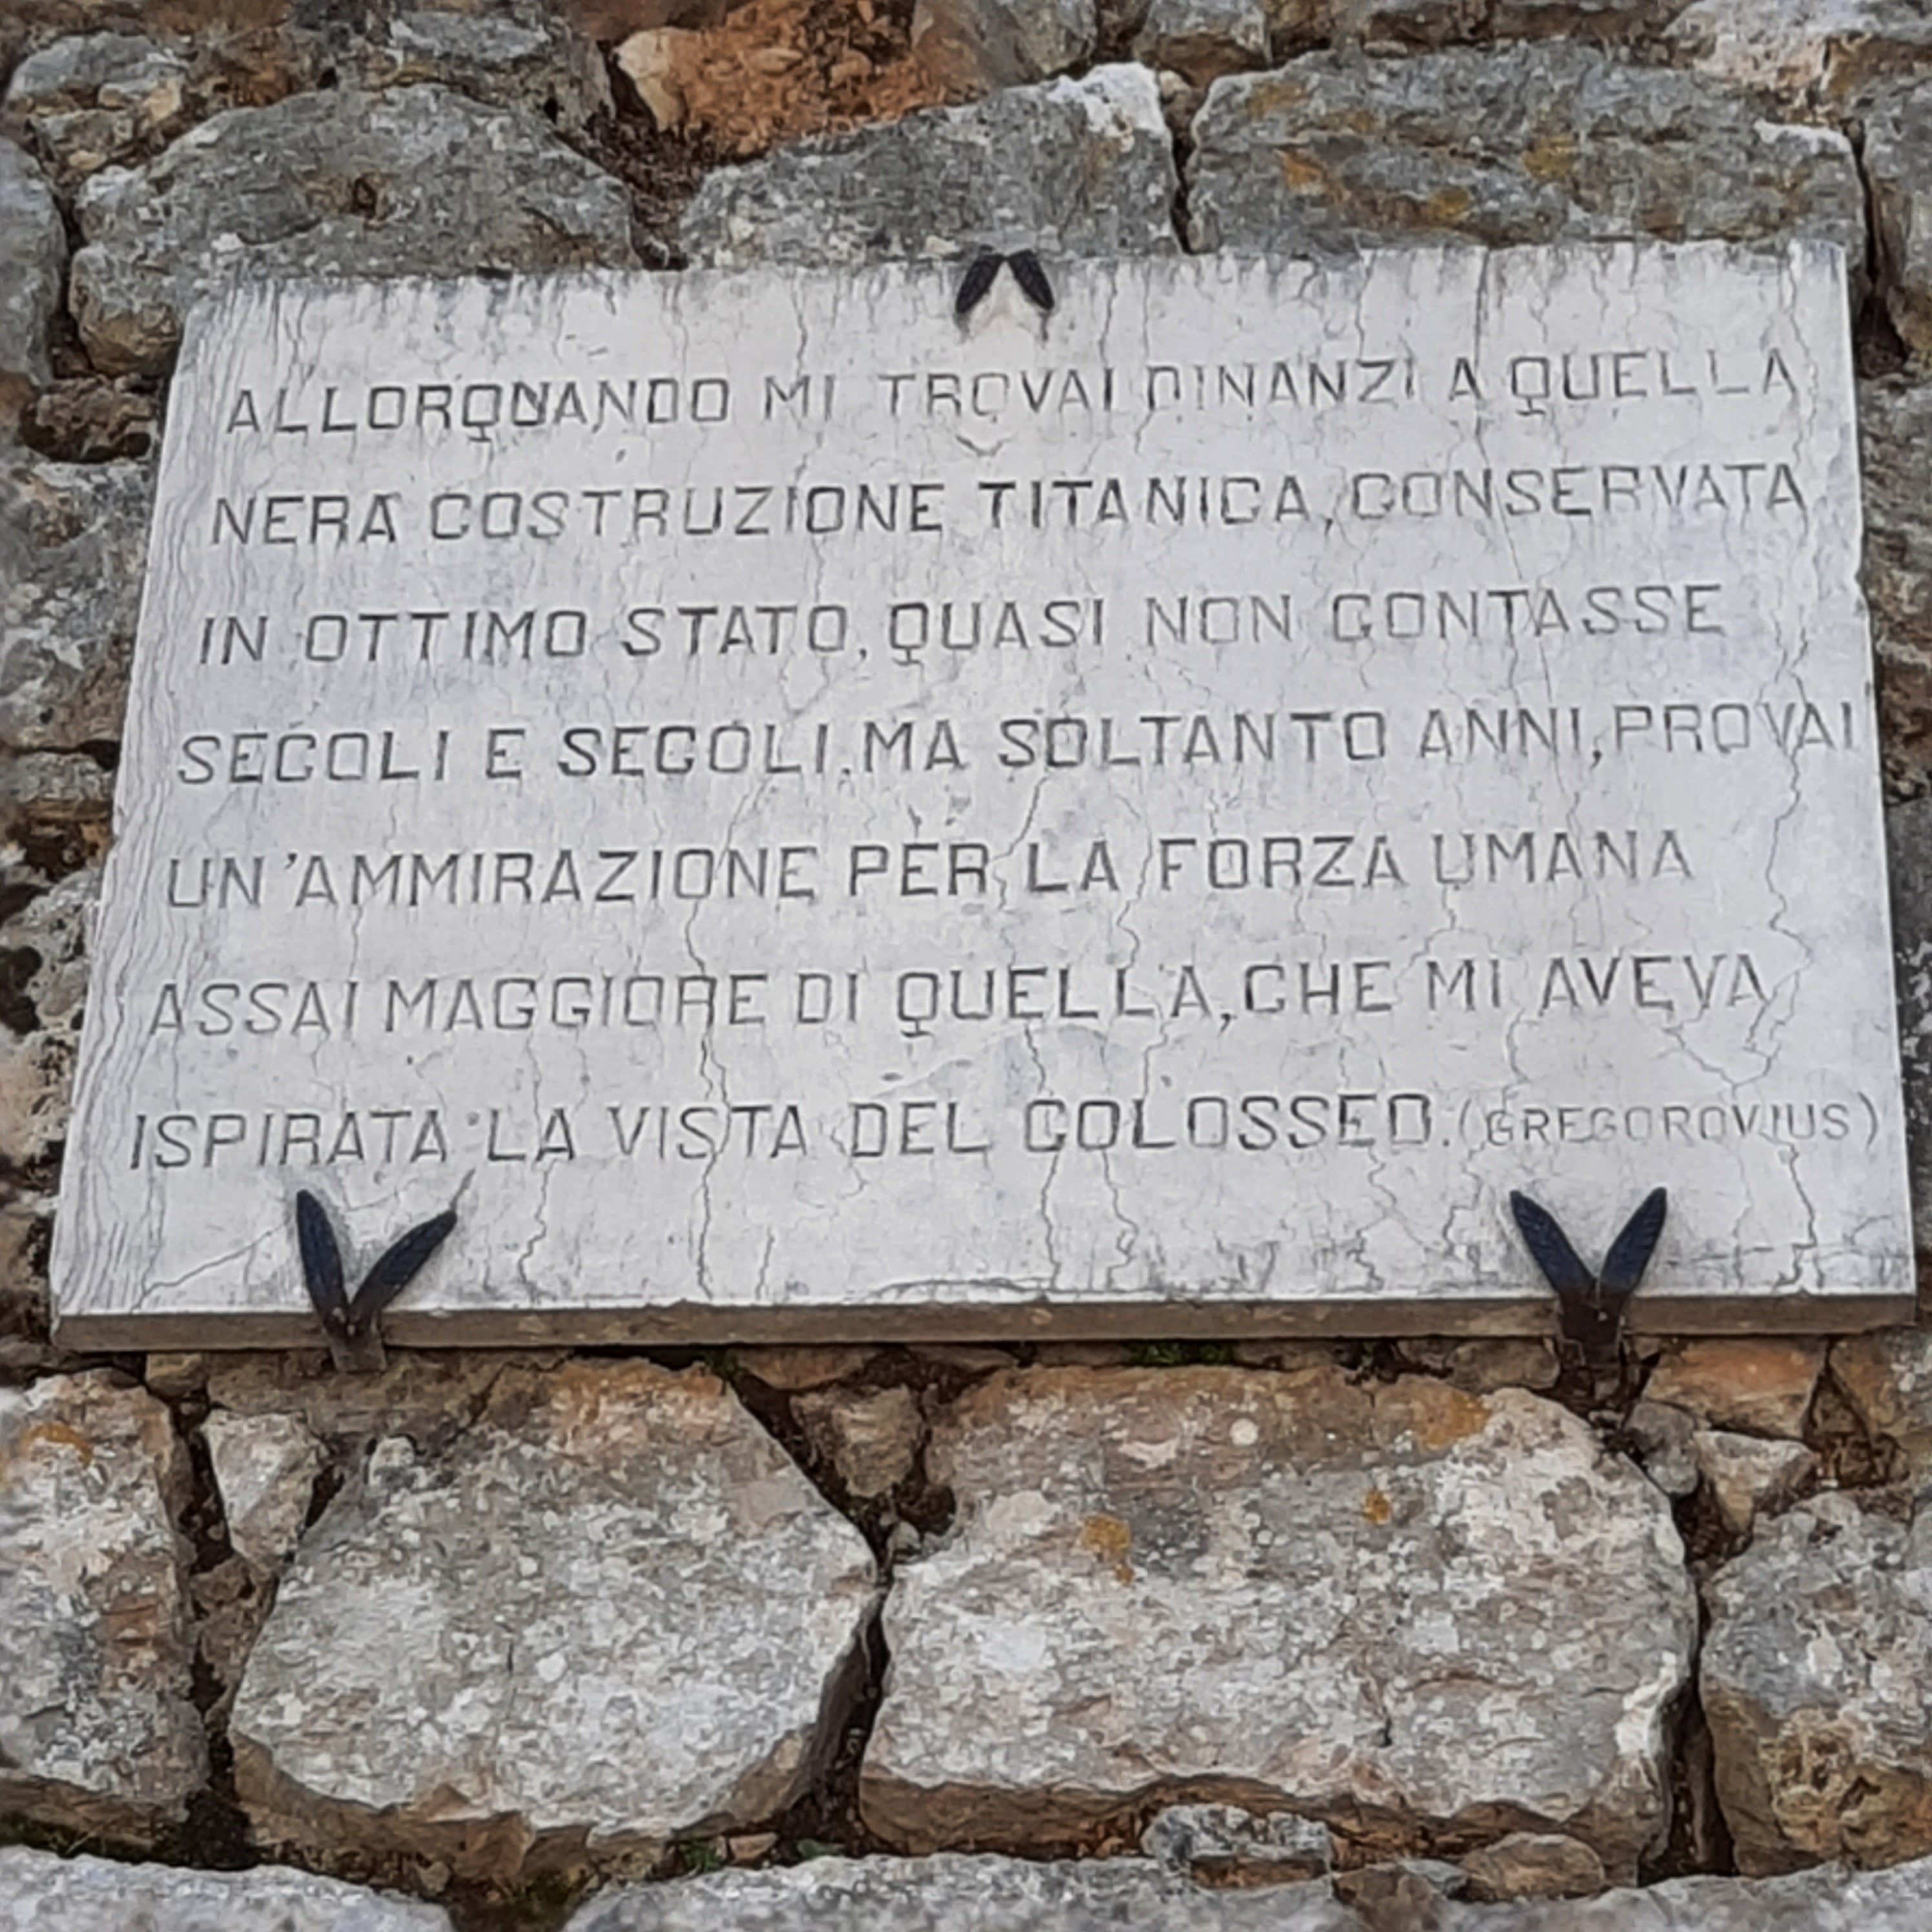 ALLORQUANDO MI TROVAI DINANZI A QUELLA
NERA COSTRUZIONE TITANICA, CONSERVATA
IN OTTIMO STATO, QUASI NON CONTASSE
SECOLI E SECOLI, MA SOLTANTO ANNI, PROVAI
UN'AMMIRAZIONE PER LA FORZA UMANA
ASSAI MAGGIORE DI QUELLA, CHE MI AVEVA
ISPIRATA LA VISTA DEL COLOSSEO. (GREGOROVIUS)